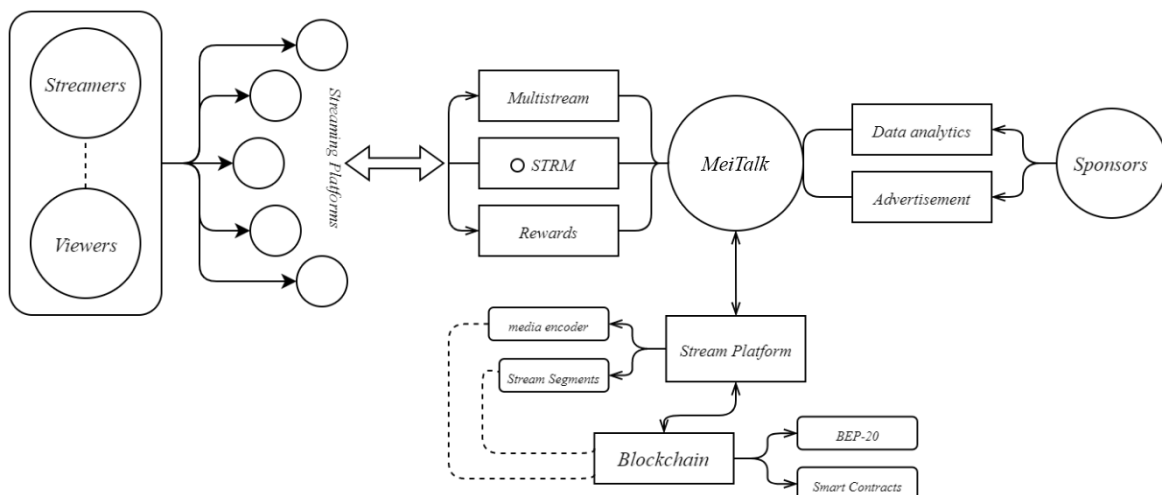 Streamers
Viewers
Streaming Platforms
Multistream
STRM
Rewards
MeiTalk
Data analytics
Advertisement
Sponsors
media encoder
Stream Segments
Stream Platform
Blockchain
BEP-20
Smart Contracts